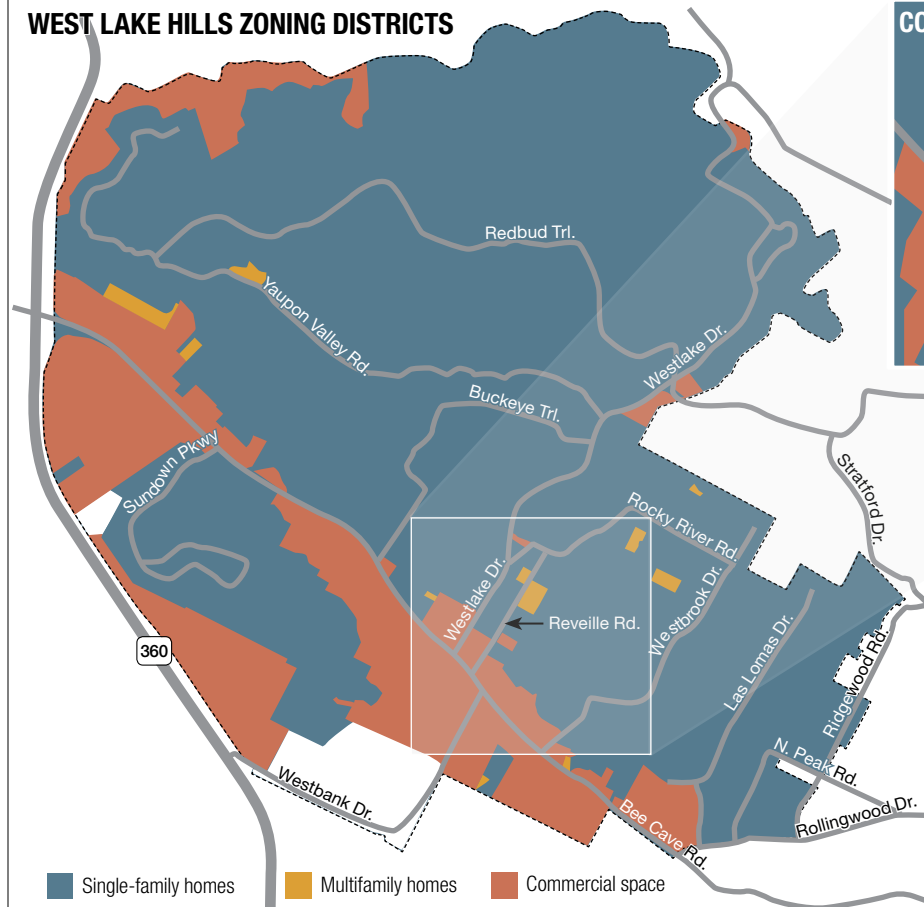 WEST LAKE HILLS ZONING DISTRICTS
CO
Redbud Trl.
Yaupon Valley Rd.
Westlake Dr.
Buckeye Trl.
Sundown Pkwy
Stratford Dr.
Rocky River Rd.
Westlake Dr.
Reveille Rd.
Westbrook Dr.
Las Lomas Dr.
Ridgewood Rd.
360
N. Peak Rd.
Westbank Dr.
Bee Cave Rd.
Rollingwood Dr.
Single-family homes
Multifamily homes
Commercial space